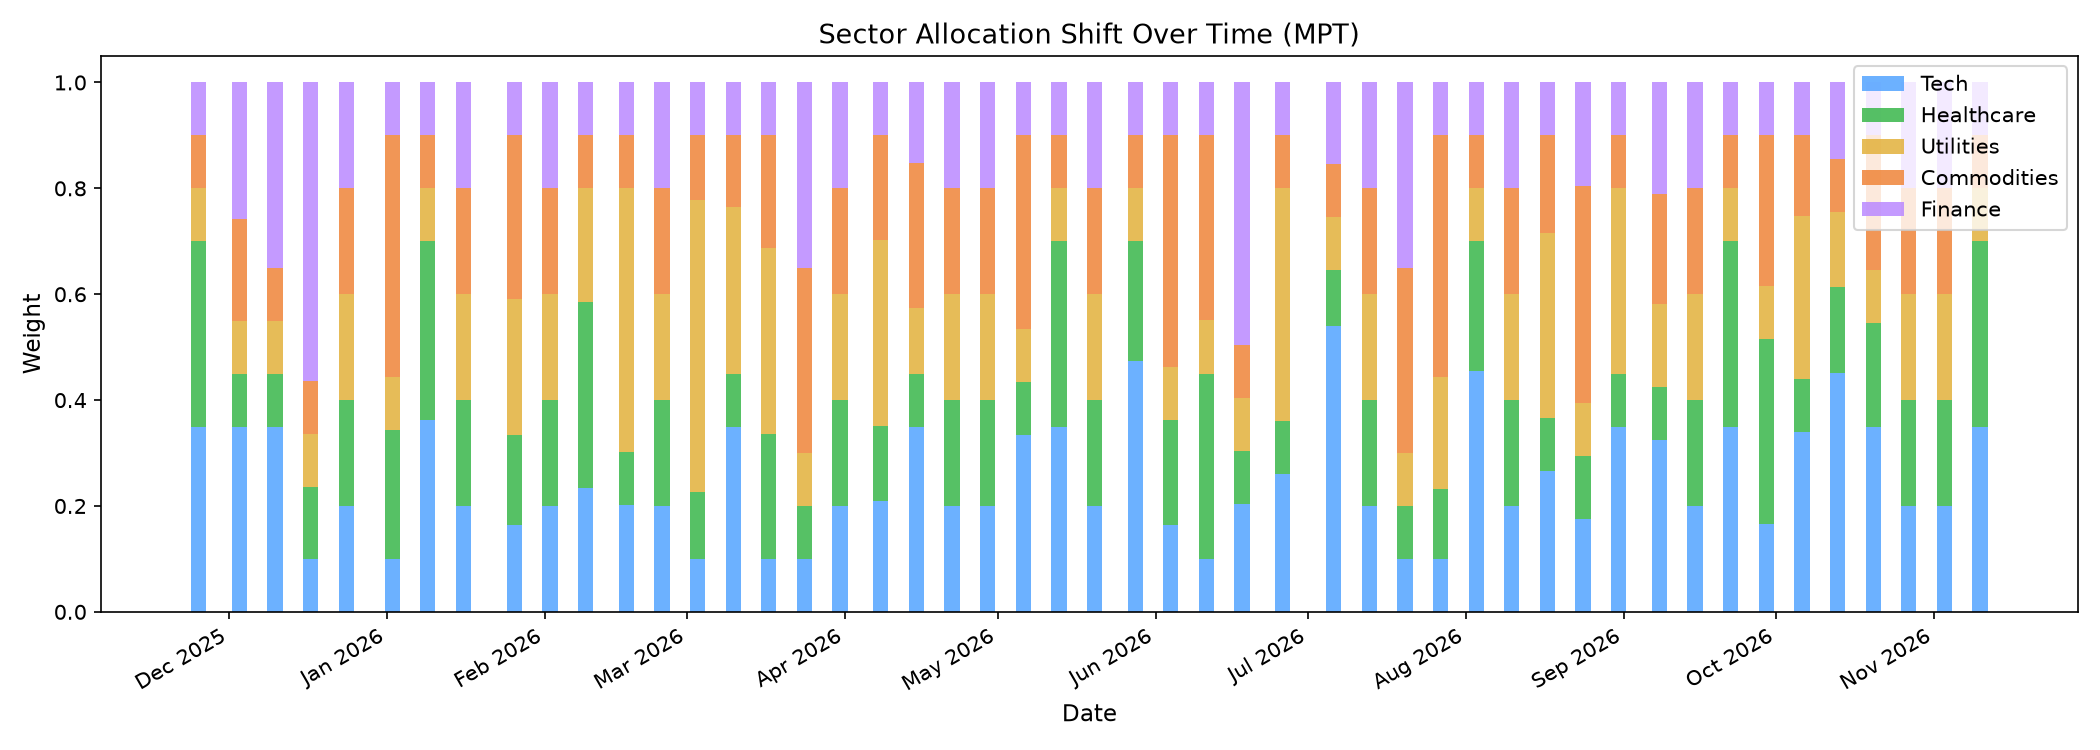 Sector Allocation Shift Over Time (MPT)
Tech
Healthcare
Utilities
Commodities
Finance
Weight
1.0
0.8
0.6
0.4
0.2
0.0
Dec 2025
Jan 2026
Feb 2026
Mar 2026
Apr 2026
May 2026
Jun 2026
Jul 2026
Aug 2026
Sep 2026
Oct 2026
Nov 2026
Date